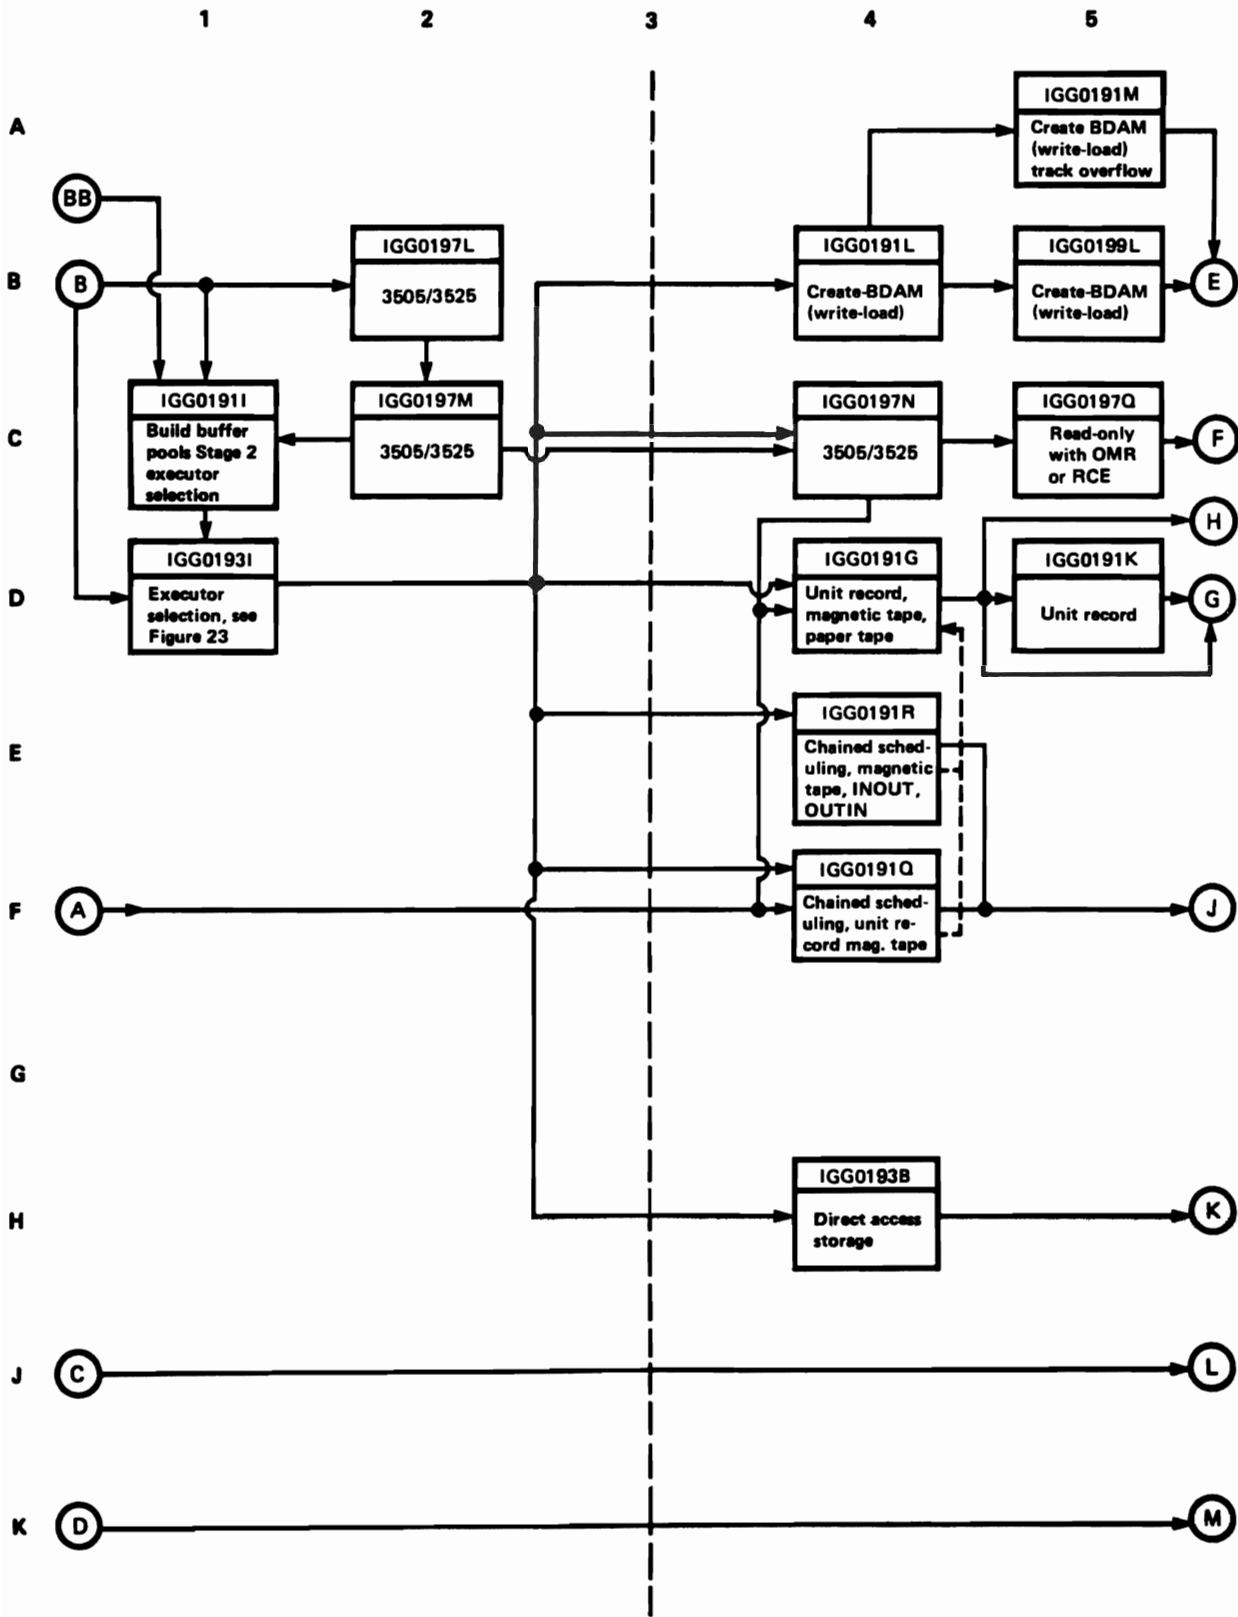 1 2 3 4 5
A
IGG0191M
Create BDAM
(write-load)
track overflow
BB
B
B
IGG0197L
3505/3525
IGG0191L
Create-BDAM
(write-load)
IGG0199L
Create-BDAM
(write-load)
E
C
IGG0191I
Build buffer
pools Stage 2
executor
selection
IGG0197M
3505/3525
IGG0197N
3505/3525
IGG0197Q
Read-only
with OMR
or RCE
F
H
D
IGG0193I
Executor
selection, see
Figure 23
IGG0191G
Unit record,
magnetic tape,
paper tape
IGG0191K
Unit record
G
E
IGG0191R
Chained sched-
uling, magnetic
tape, INOUT,
OUTIN
F
A
IGG0191Q
Chained sched-
uling, unit re-
cord mag. tape
J
G
H
IGG0193B
Direct access
storage
K
J
C
L
K
D
M